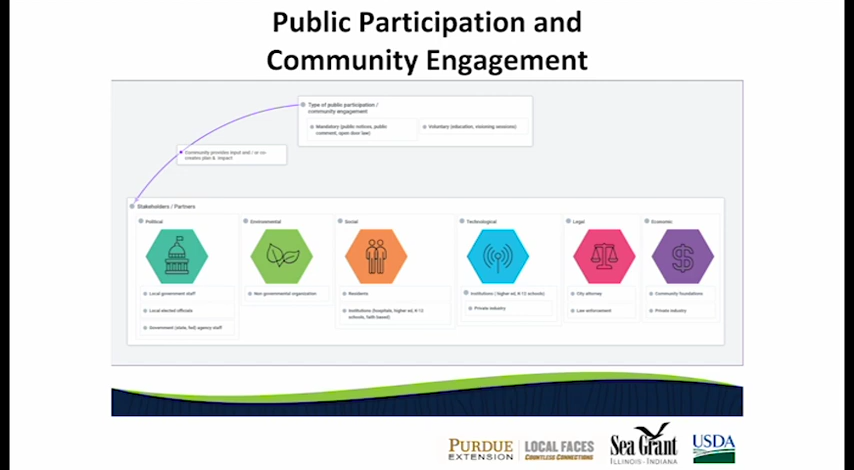 Public Participation and
Community Engagement
Type of public participation /
community engagement
Mandatory (public notices, public
comment, open door law)
Voluntary (education, visioning sessions)
Community provides input and / or co-
creates plan & impact
Stakeholders / Partners
Political
Environmental
Social
Technological
Legal
Economic
Local government staff
Local elected officials
Government (state, fed) agency staff
Non governmental organization
Residents
Institutions (hospitals, higher ed, K-12
schools, faith based)
Institutions ( higher ed, K-12 schools)
Private industry
City attorney
Law enforcement
Community foundations
Private industry
PURDUE
EXTENSION
LOCAL FACES
COUNTLESS CONNECTIONS
Sea Grant
ILLINOIS-INDIANA
USDA